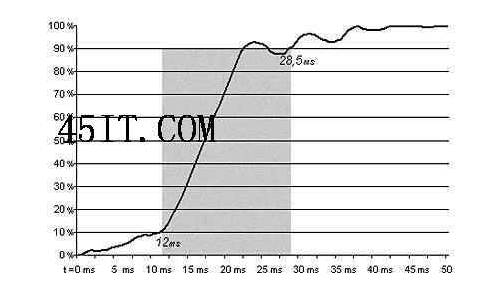 100 %
90 %
28,5ms
80 %
70 %
60 %
45IT.COM
50 %
40 %
30 %
20 %
10 %
12ms
0 %
t=0 ms 5 ms 10 ms 15 ms 20 ms 25 ms 30 ms 35 ms 40 ms 45 ms 50 ms